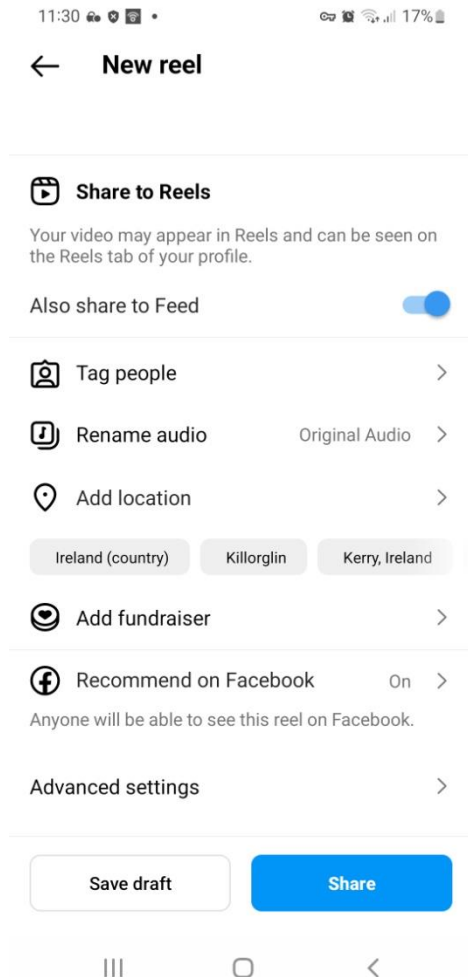 11:30
17%
New reel
Share to Reels
Your video may appear in Reels and can be seen on
the Reels tab of your profile.
Also share to Feed
Tag people
Rename audio Original Audio
Add location
Ireland (country) Killorglin Kerry, Ireland
Add fundraiser
Recommend on Facebook On
Anyone will be able to see this reel on Facebook.
Advanced settings
Save draft Share